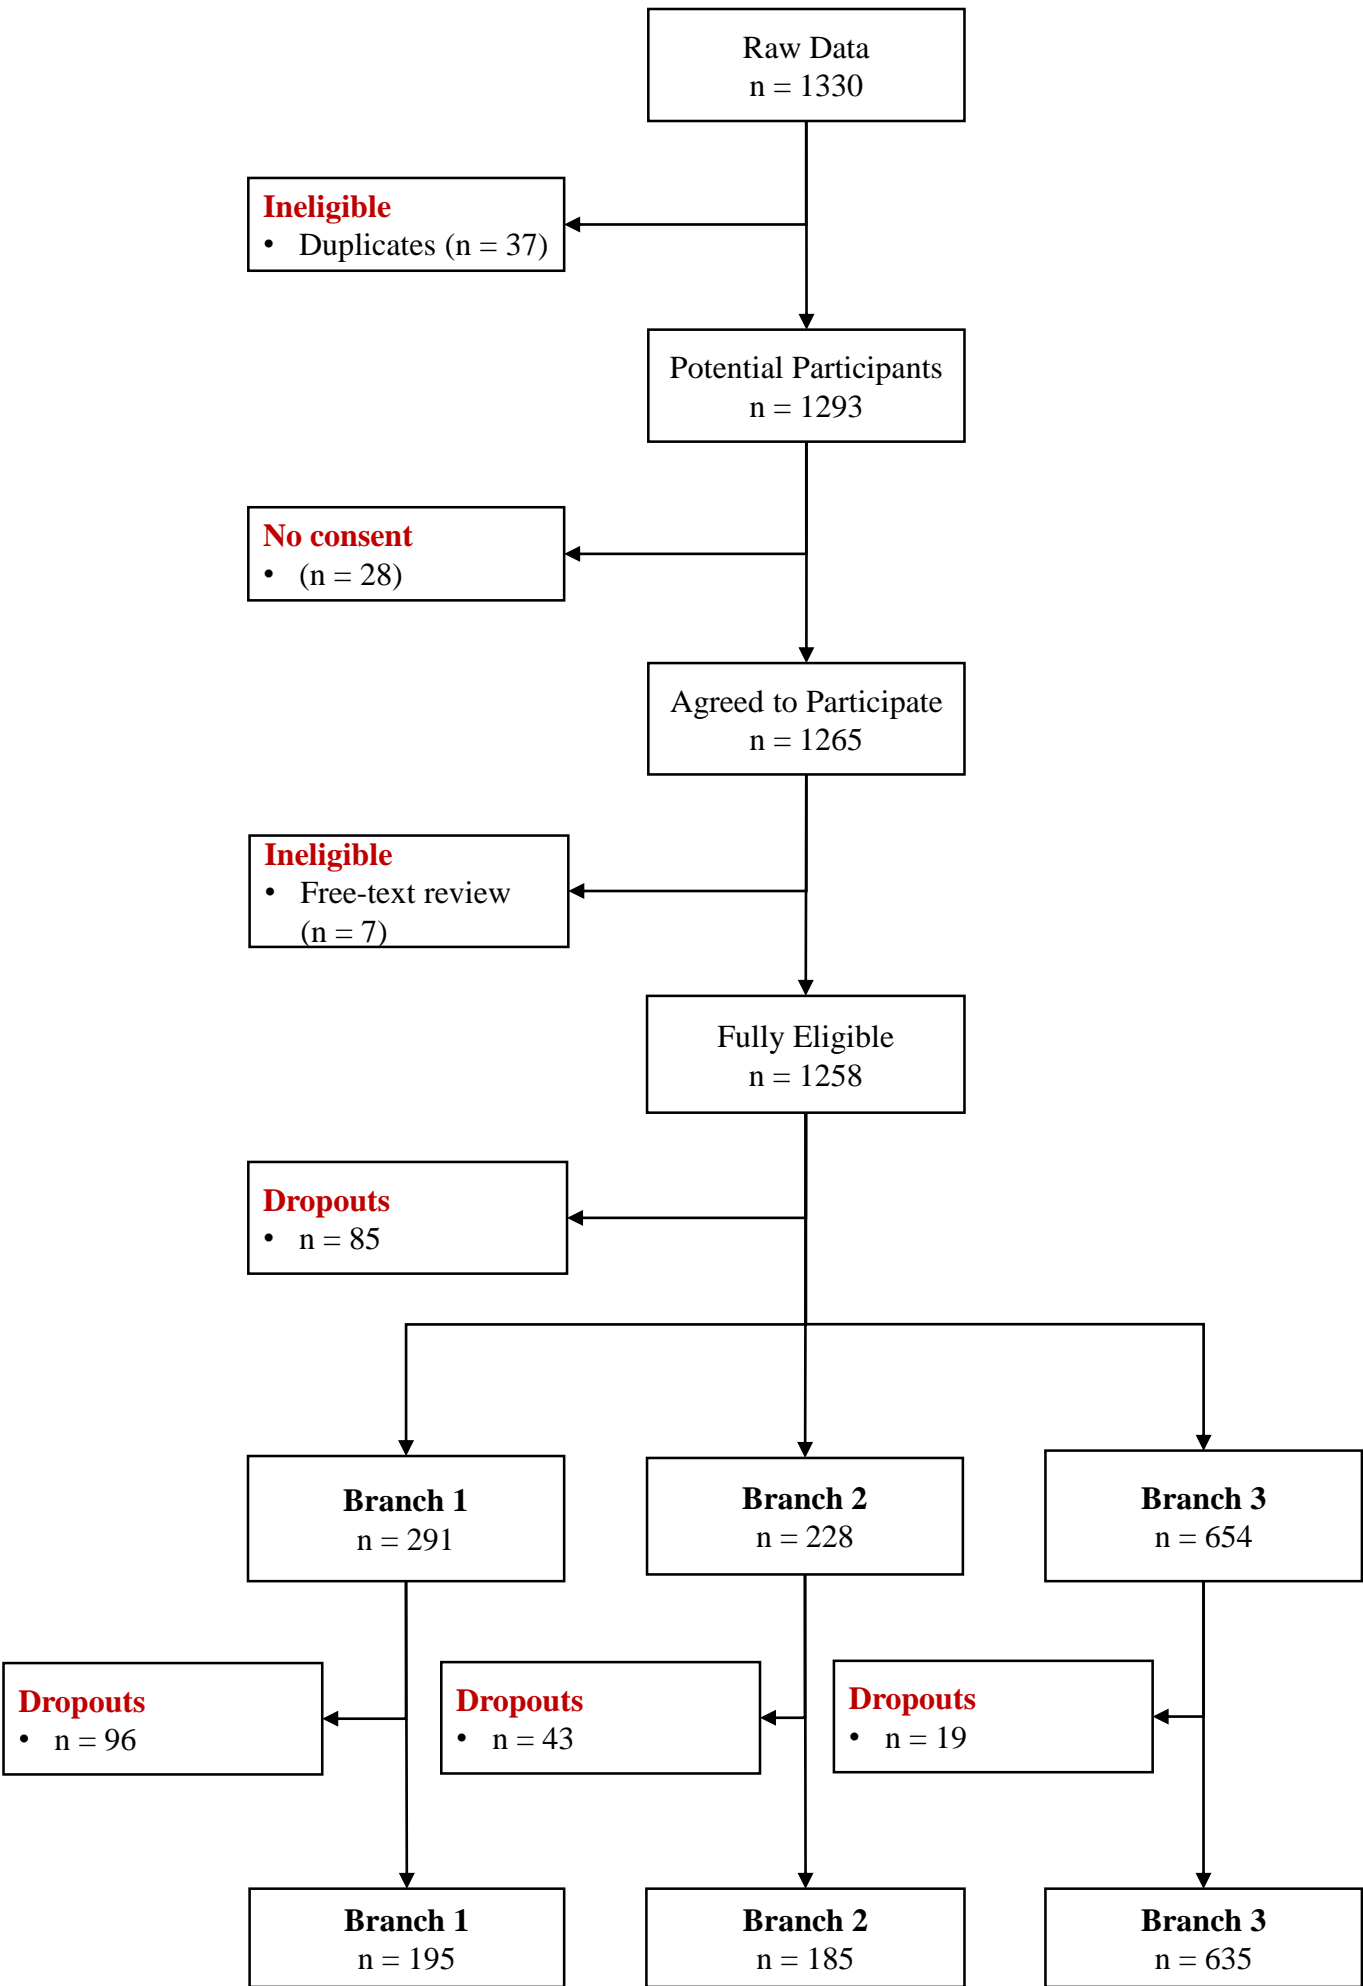 Raw Data
n = 1330
Ineligible
• Duplicates (n = 37)
Potential Participants
n = 1293
No consent
• (n = 28)
Agreed to Participate
n = 1265
Ineligible
• Free-text review
(n = 7)
Fully Eligible
n = 1258
Dropouts
• n = 85
Branch 1
n = 291
Branch 2
n = 228
Branch 3
n = 654
Dropouts
• n = 96
Dropouts
• n = 43
Dropouts
• n = 19
Branch 1
n = 195
Branch 2
n = 185
Branch 3
n = 635